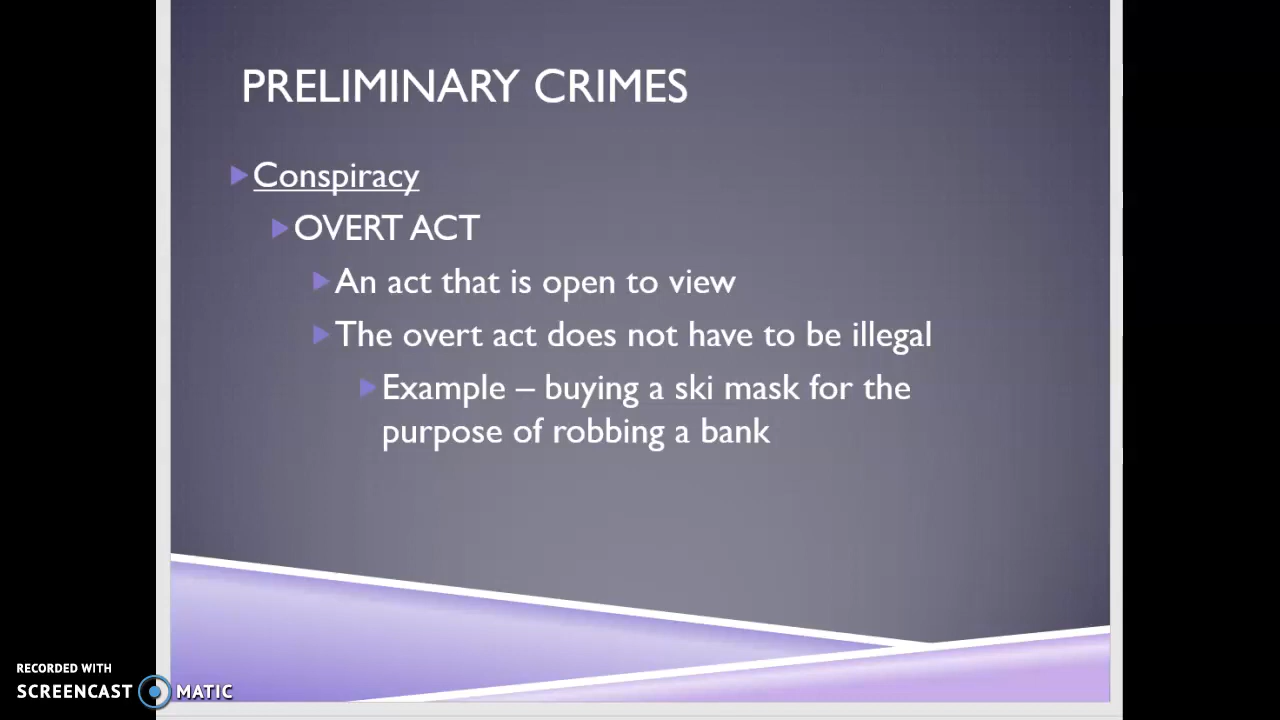 PRELIMINARY CRIMES
Conspiracy
OVERT ACT
An act that is open to view
The overt act does not have to be illegal
Example – buying a ski mask for the
purpose of robbing a bank
RECORDED WITH
SCREENCAST MATIC